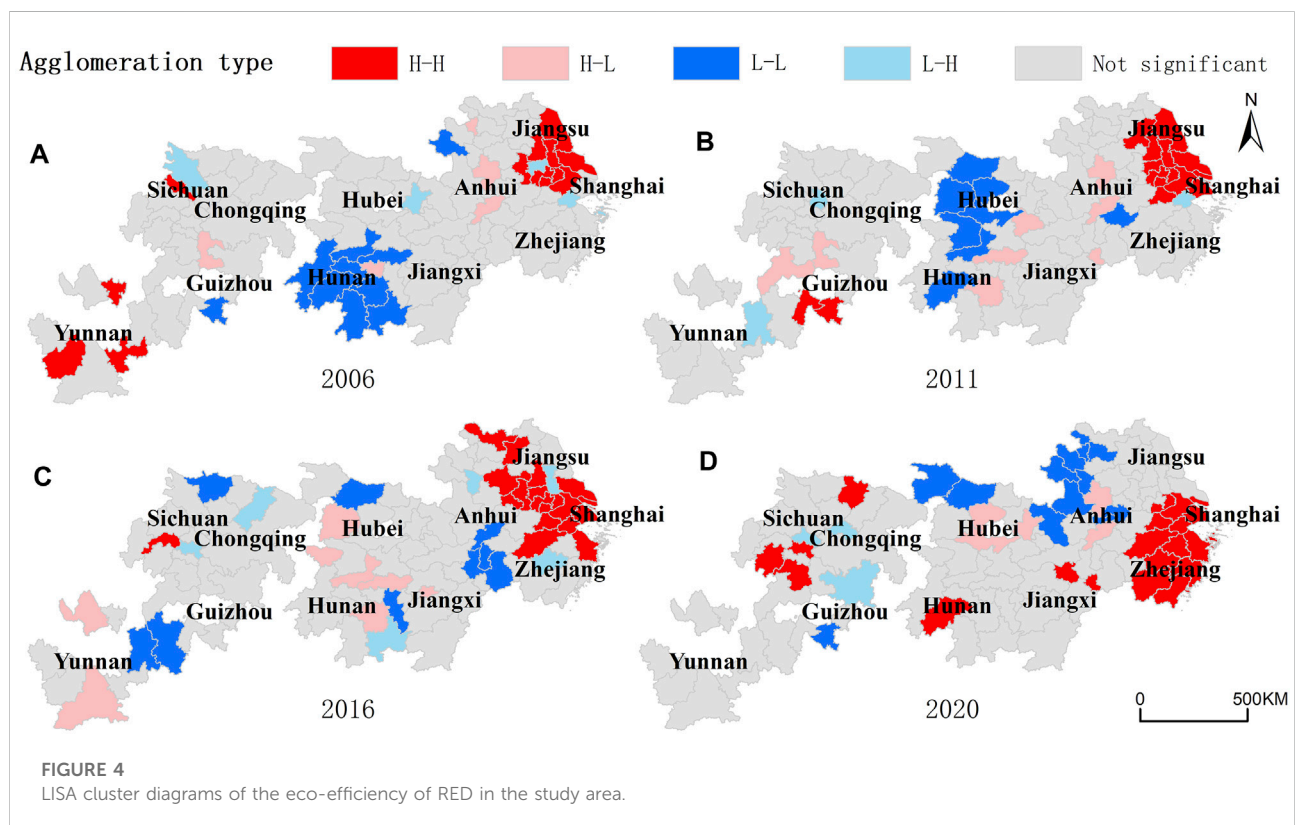 Agglomeration type H-H H-L L-L L-H Not significant
N
A
Jiangsu
Sichuan
Chongqing
Hubei
Anhui
Shanghai
Zhejiang
Guizhou
Hunan
Jiangxi
Yunnan
2006
B
Jiangsu
Sichuan
Chongqing
Hubei
Anhui
Shanghai
Zhejiang
Guizhou
Hunan
Jiangxi
Yunnan
2011
C
Jiangsu
Sichuan
Chongqing
Hubei
Anhui
Shanghai
Zhejiang
Guizhou
Hunan
Jiangxi
Yunnan
2016
D
Jiangsu
Sichuan
Chongqing
Hubei
Anhui
Shanghai
Zhejiang
Guizhou
Hunan
Jiangxi
Yunnan
2020
0 500KM
FIGURE 4
LISA cluster diagrams of the eco-efficiency of RED in the study area.